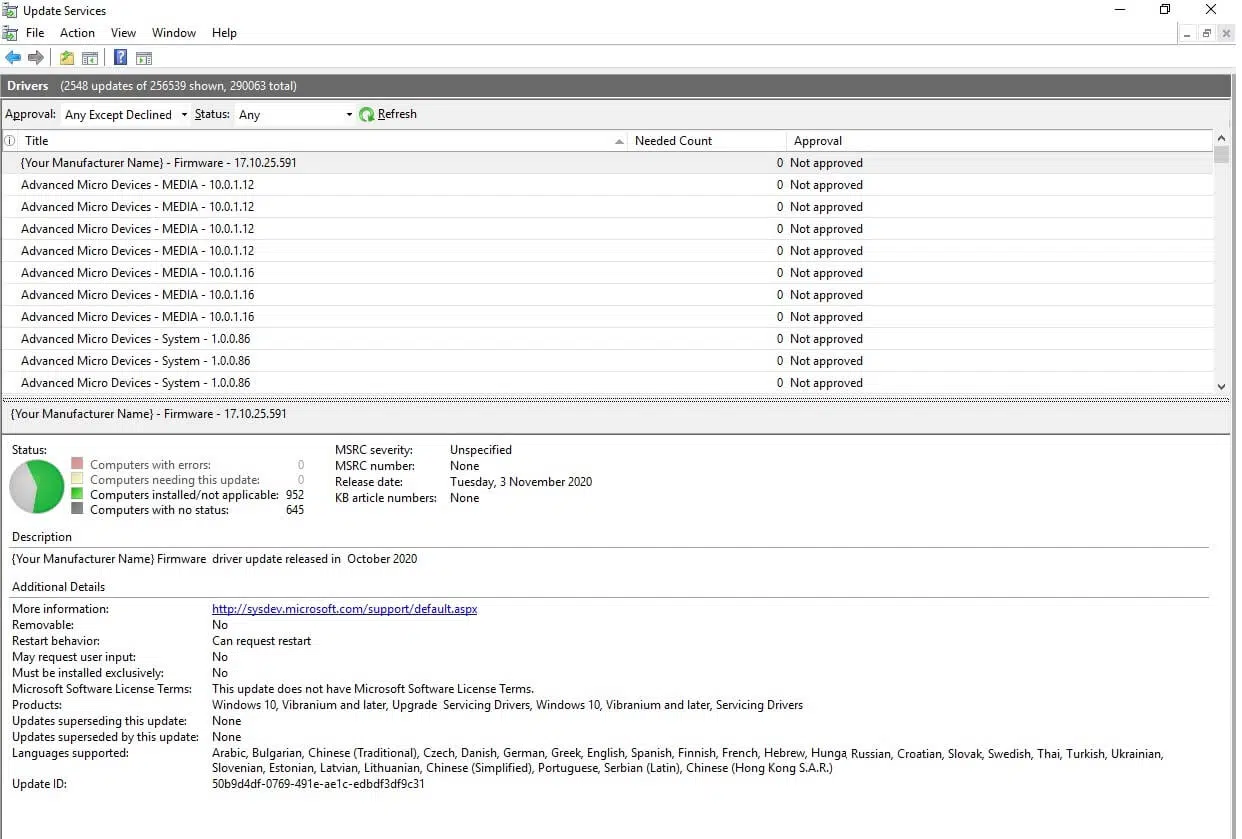 Update Services
File Action View Window Help
Drivers (2548 updates of 256539 shown, 290063 total)
Approval: Any Except Declined Status: Any Refresh
Title Needed Count Approval
{Your Manufacturer Name} - Firmware - 17.10.25.591 0 Not approved
Advanced Micro Devices - MEDIA - 10.0.1.12 0 Not approved
Advanced Micro Devices - MEDIA - 10.0.1.12 0 Not approved
Advanced Micro Devices - MEDIA - 10.0.1.12 0 Not approved
Advanced Micro Devices - MEDIA - 10.0.1.12 0 Not approved
Advanced Micro Devices - MEDIA - 10.0.1.16 0 Not approved
Advanced Micro Devices - MEDIA - 10.0.1.16 0 Not approved
Advanced Micro Devices - MEDIA - 10.0.1.16 0 Not approved
Advanced Micro Devices - System - 1.0.0.86 0 Not approved
Advanced Micro Devices - System - 1.0.0.86 0 Not approved
Advanced Micro Devices - System - 1.0.0.86 0 Not approved
{Your Manufacturer Name} - Firmware - 17.10.25.591
Status:
Computers with errors: 0
Computers needing this update: 0
Computers installed/not applicable: 952
Computers with no status: 645
MSRC severity: Unspecified
MSRC number: None
Release date: Tuesday, 3 November 2020
KB article numbers: None
Description
{Your Manufacturer Name} Firmware driver update released in October 2020
Additional Details
More information: http://sysdev.microsoft.com/support/default.aspx
Removable: No
Restart behavior: Can request restart
May request user input: No
Must be installed exclusively: No
Microsoft Software License Terms: This update does not have Microsoft Software License Terms.
Products: Windows 10, Vibranium and later, Upgrade Servicing Drivers, Windows 10, Vibranium and later, Servicing Drivers
Updates superseding this update: None
Updates superseded by this update: None
Languages supported: Arabic, Bulgarian, Chinese (Traditional), Czech, Danish, German, Greek, English, Spanish, Finnish, French, Hebrew, Hunga Russian, Croatian, Slovak, Swedish, Thai, Turkish, Ukrainian,
Slovenian, Estonian, Latvian, Lithuanian, Chinese (Simplified), Portuguese, Serbian (Latin), Chinese (Hong Kong S.A.R.)
Update ID: 50b9d4df-0769-491e-ae1c-edbdf3df9c31